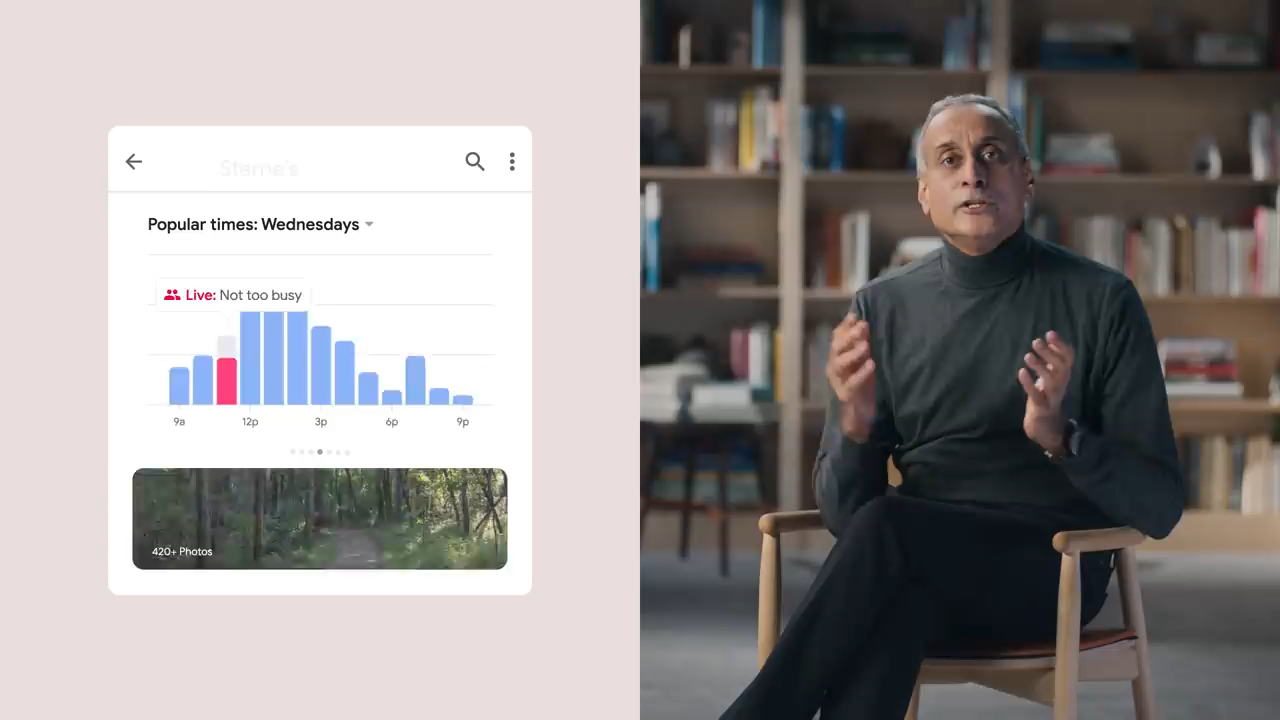 Popular times: Wednesdays
Live: Not too busy
9a 12p 3p 6p 9p
420+ Photos